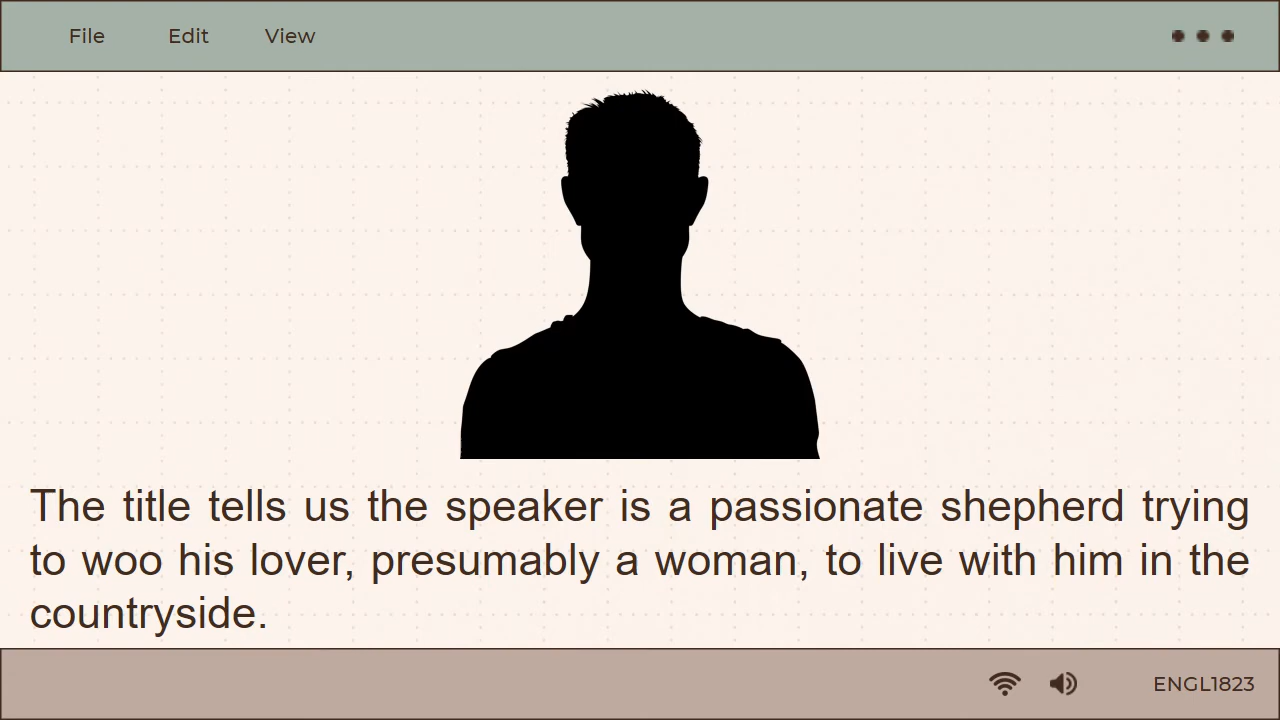 File Edit View
The title tells us the speaker is a passionate shepherd trying
to woo his lover, presumably a woman, to live with him in the
countryside.
ENGL1823